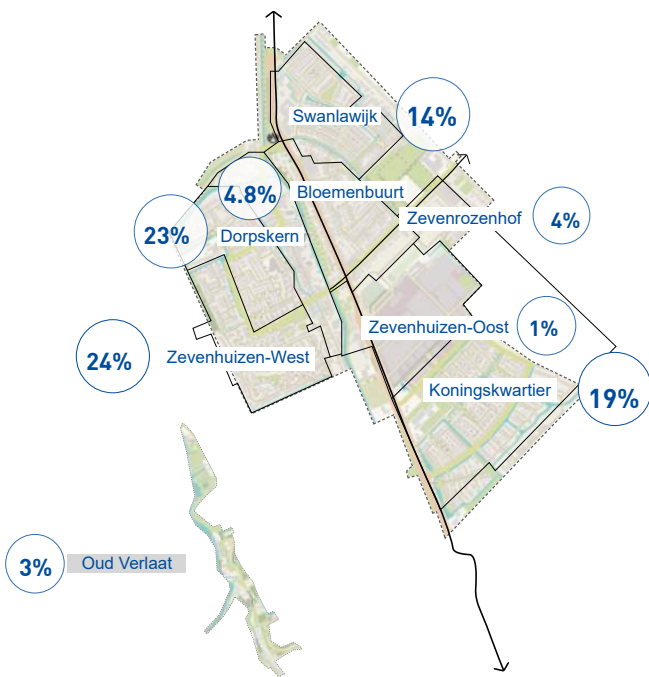 Swanlawijk
14%
4.8%
Bloemenbuurt
23%
Dorpskern
Zevenrozenhof
4%
Zevenhuizen-Oost
1%
24%
Zevenhuizen-West
Koningskwartier
19%
3%
Oud Verlaat